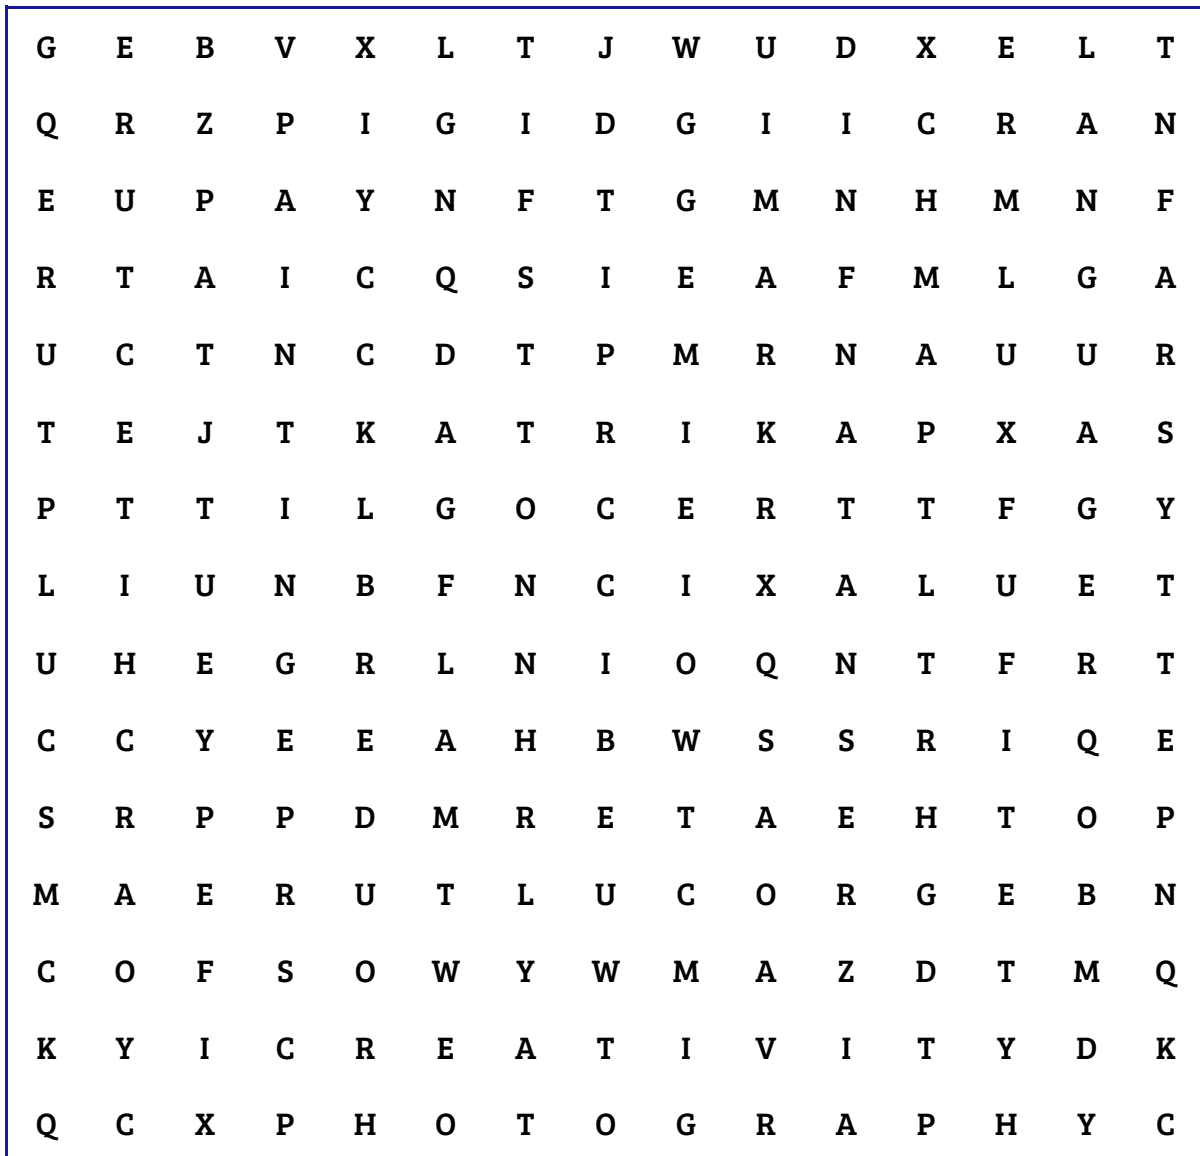 G E B V X L T J W U D X E L T
Q R Z P I G I D G I I C R A N
E U P A Y N F T G M N H M N F
R T A I C Q S I E A F M L G A
U C T N C D T P M R N A U U R
T E J T K A T R I K A P X A S
P T T I L G O C E R T T F G Y
L I U N B F N C I X A L U E T
U H E G R L N I O Q N T F R T
C C Y E E A H B W S S R I Q E
S R P P D M R E T A E H T O P
M A E R U T L U C O R G E B N
C O F S O W Y W M A Z D T M Q
K Y I C R E A T I V I T Y D K
Q C X P H O T O G R A P H Y C